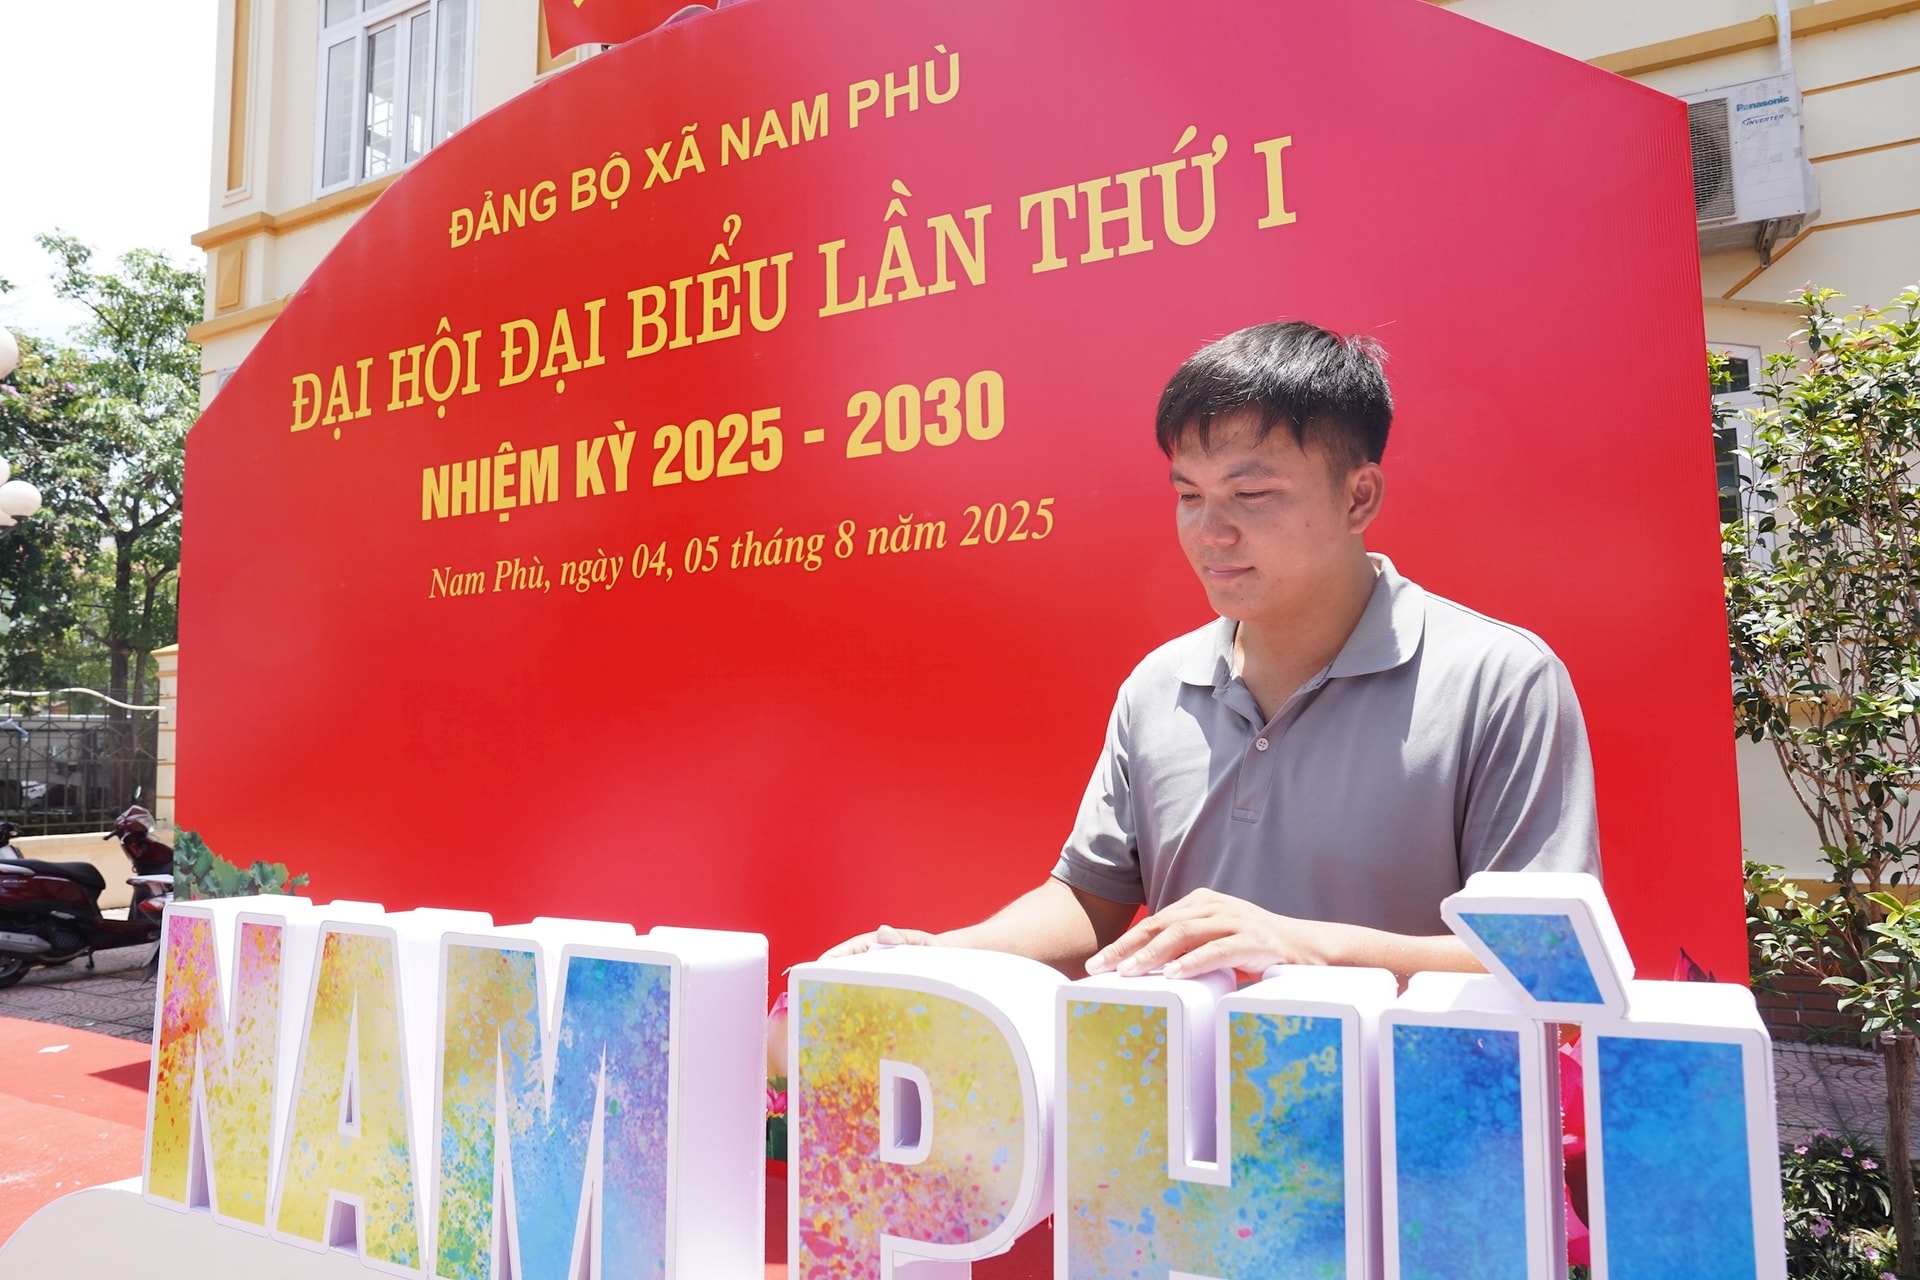 ĐẢNG BỘ XÃ NAM PHÙ
ĐẠI HỘI ĐẠI BIỂU LẦN THỨ I
NHIỆM KỲ 2025 - 2030
Nam Phù, ngày 04, 05 tháng 8 năm 2025
Panasonic
INVERTER
NAM PHÙ